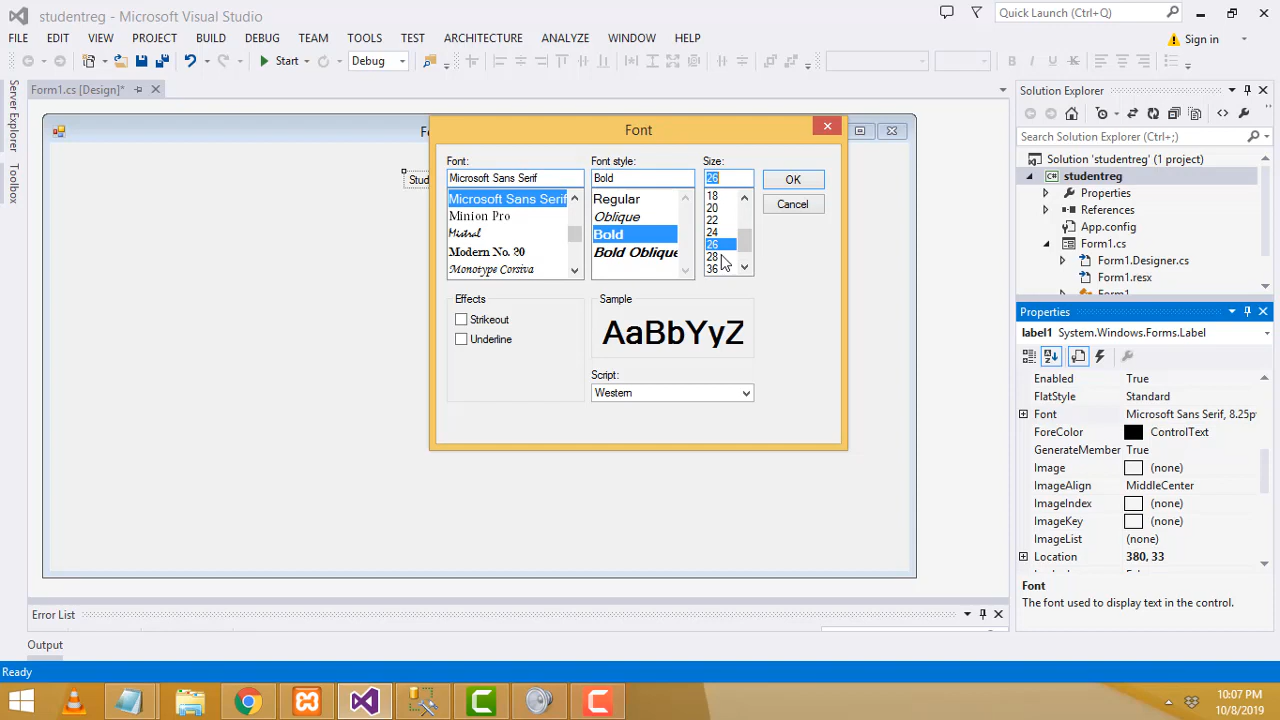 studentreg - Microsoft Visual Studio
Quick Launch (Ctrl+Q)
FILE EDIT VIEW PROJECT BUILD DEBUG TEAM TOOLS TEST ARCHITECTURE ANALYZE WINDOW HELP
Sign in
Start
Debug
Server Explorer
Toolbox
Form1.cs [Design]*
Stud
Font
Font:
Font style:
Size:
Microsoft Sans Serif
Bold
26
OK
Cancel
Microsoft Sans Serif
Minion Pro
Mistral
Modern No. 20
Monotype Corsiva
Regular
Oblique
Bold
Bold Oblique
18
20
22
24
26
28
36
Effects
Strikeout
Underline
Sample
AaBbYyZ
Script:
Western
Solution Explorer
Search Solution Explorer (Ctrl+;)
Solution 'studentreg' (1 project)
studentreg
Properties
References
App.config
Form1.cs
Form1.Designer.cs
Form1.resx
Form1
Properties
label1 System.Windows.Forms.Label
Enabled True
FlatStyle Standard
Font Microsoft Sans Serif, 8.25p
ForeColor ControlText
GenerateMember True
Image (none)
ImageAlign MiddleCenter
ImageIndex (none)
ImageKey (none)
ImageList (none)
Location 380, 33
Font
The font used to display text in the control.
Error List
Output
Ready
10:07 PM
10/8/2019